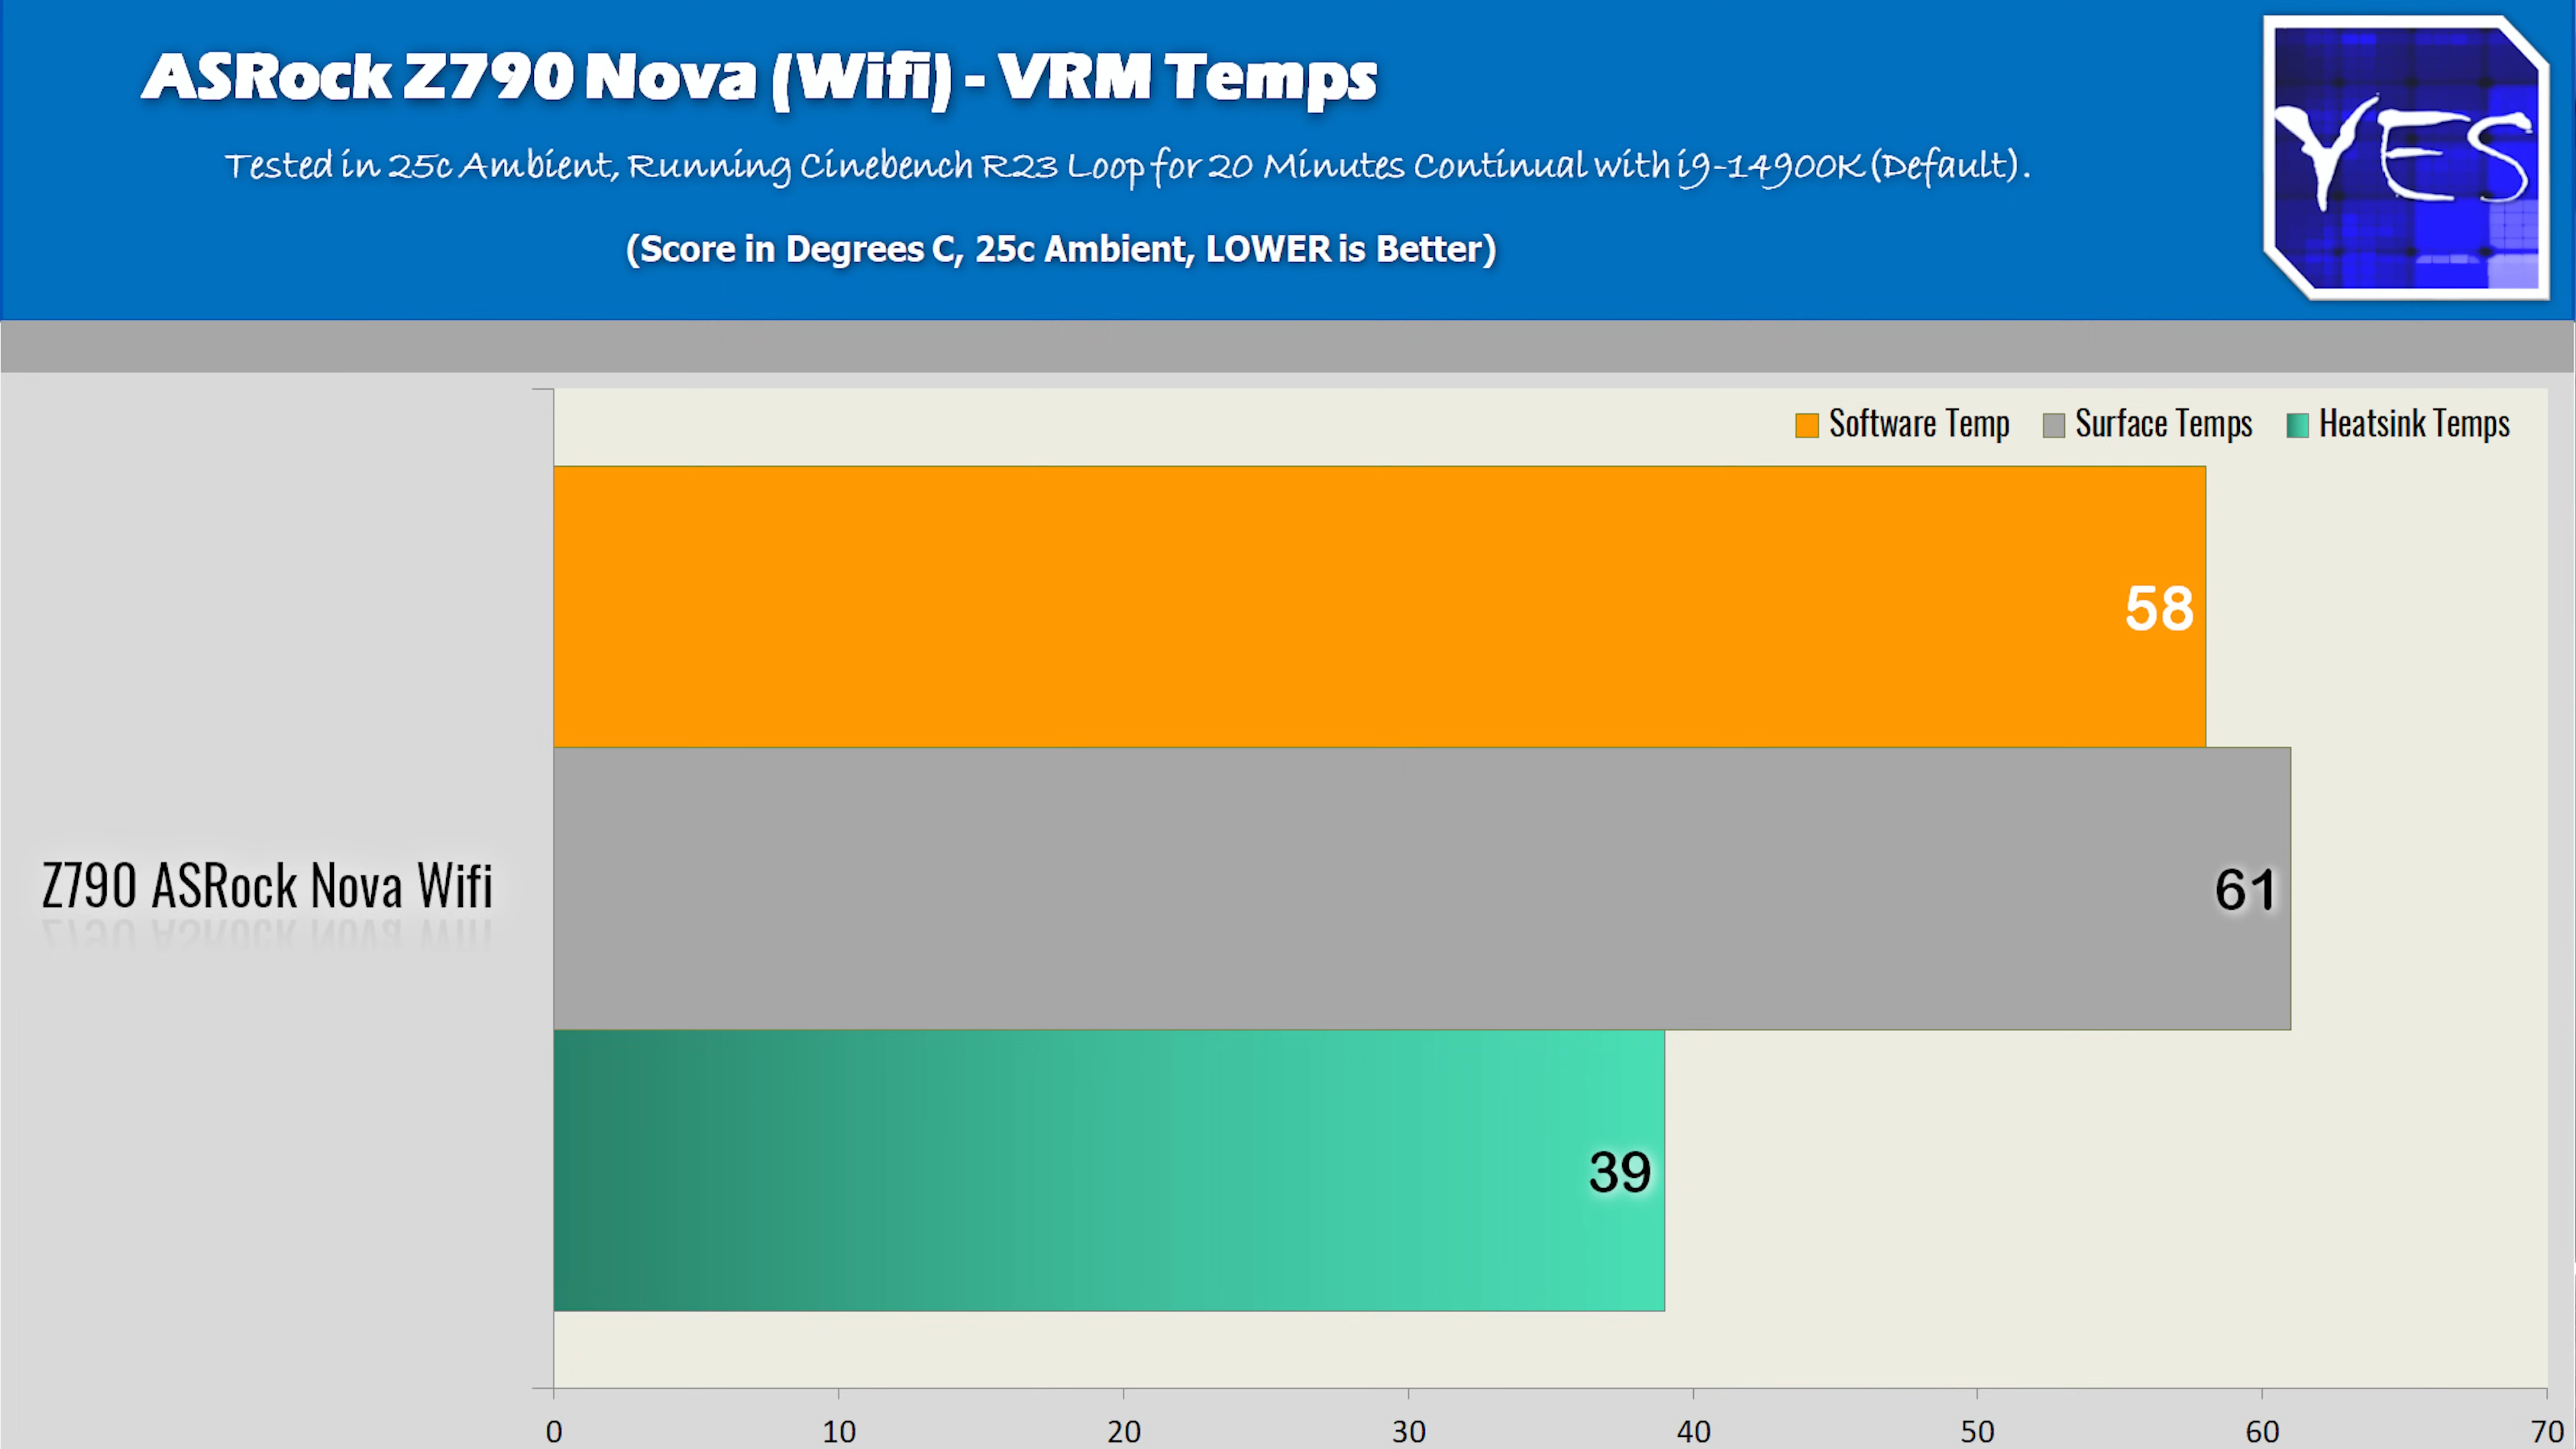 ASRock Z790 Nova (Wifi) - VRM Temps
Tested in 25c Ambient, Running Cinebench R23 Loop for 20 Minutes Continual with i9-14900K (Default).
(Score in Degrees C, 25c Ambient, LOWER is Better)
YES
Software Temp Surface Temps Heatsink Temps
58
Z790 ASRock Nova Wifi
61
39
0 10 20 30 40 50 60 70